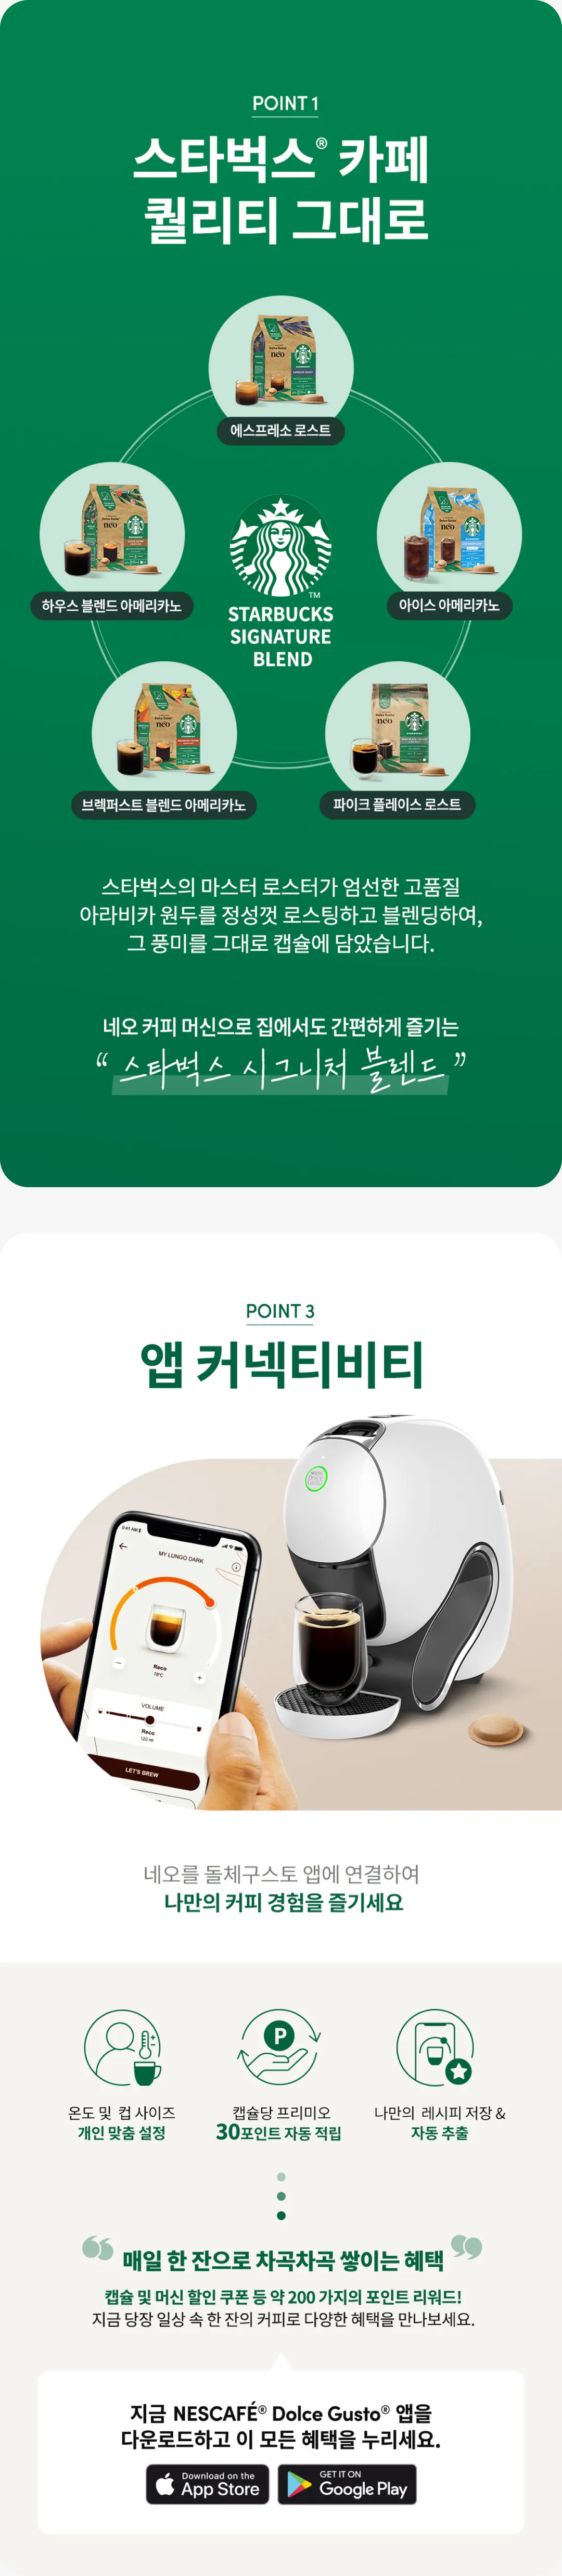 POINT 1
스타벅스® 카페
퀄리티 그대로
néo
에스프레소 로스트
néo
néo
하우스 블렌드 아메리카노
아이스 아메리카노
TM
STARBUCKS
SIGNATURE
BLEND
néo
néo
브렉퍼스트 블렌드 아메리카노
파이크 플레이스 로스트
스타벅스의 마스터 로스터가 엄선한 고품질
아라비카 원두를 정성껏 로스팅하고 블렌딩하여,
그 풍미를 그대로 캡슐에 담았습니다.
네오 커피 머신으로 집에서도 간편하게 즐기는
“ 스타벅스 시그니처 블렌드 ”
POINT 3
앱 커넥티비티
9:41 AM
MY LUNGO DARK
Reco
78°C
VOLUME
Reco
120 ml
LET'S BREW
네오를 돌체구스토 앱에 연결하여
나만의 커피 경험을 즐기세요
P
온도 및 컵 사이즈
개인 맞춤 설정
캡슐당 프리미오
30포인트 자동 적립
나만의 레시피 저장 &
자동 추출
“ 매일 한 잔으로 차곡차곡 쌓이는 혜택 ”
캡슐 및 머신 할인 쿠폰 등 약 200 가지의 포인트 리워드!
지금 당장 일상 속 한 잔의 커피로 다양한 혜택을 만나보세요.
지금 NESCAFÉ® Dolce Gusto® 앱을
다운로드하고 이 모든 혜택을 누리세요.
Download on the
App Store
GET IT ON
Google Play